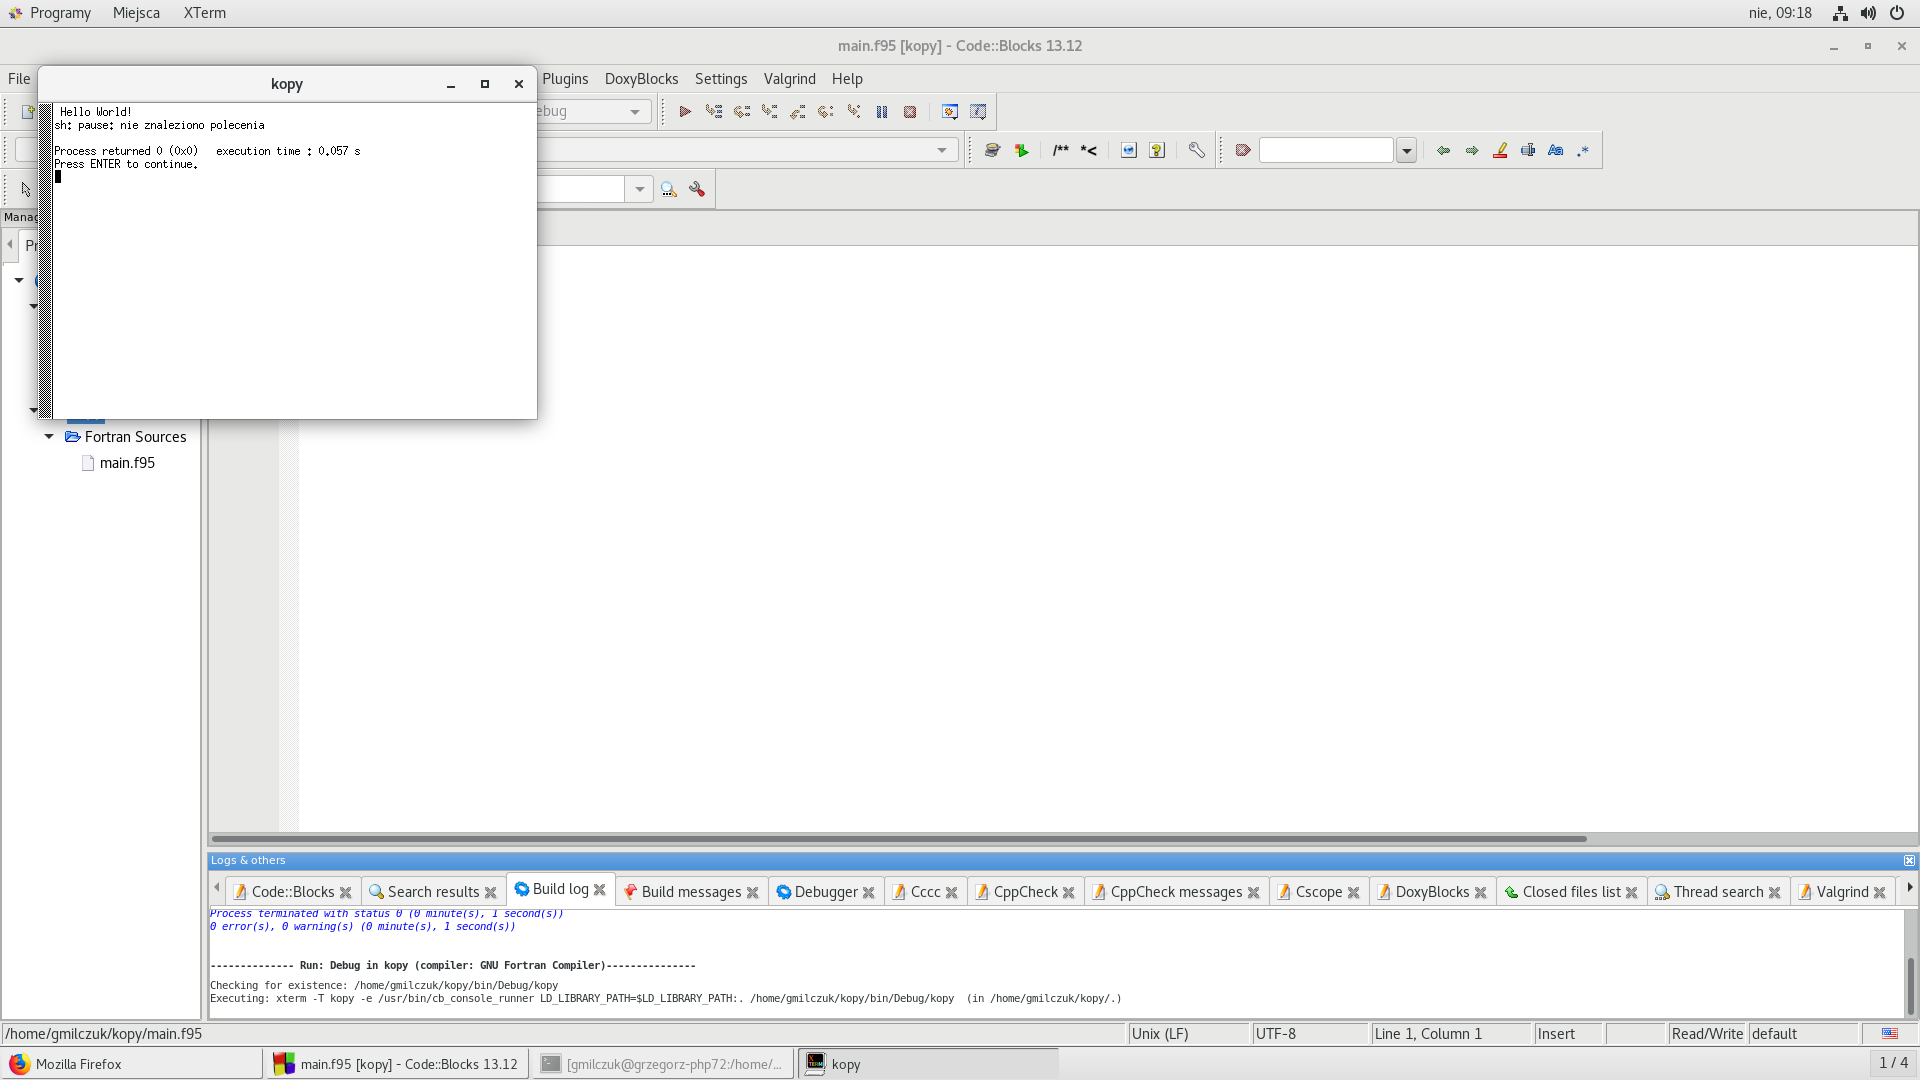 Programy Miejsca XTerm nie, 09:18
main.f95 [kopy] - Code::Blocks 13.12
File Plugins DoxyBlocks Settings Valgrind Help
kopy
Hello World!
sh: pause: nie znaleziono polecenia
Process returned 0 (0x0) execution time : 0.057 s
Press ENTER to continue.
ebug
/** *<
Aa .*
Manag
Pr
Fortran Sources
main.f95
Logs & others
Code::Blocks Search results Build log Build messages Debugger Cccc CppCheck CppCheck messages Cscope DoxyBlocks Closed files list Thread search Valgrind
Process terminated with status 0 (0 minute(s), 1 second(s))
0 error(s), 0 warning(s) (0 minute(s), 1 second(s))
-------------- Run: Debug in kopy (compiler: GNU Fortran Compiler)---------------
Checking for existence: /home/gmilczuk/kopy/bin/Debug/kopy
Executing: xterm -T kopy -e /usr/bin/cb_console_runner LD_LIBRARY_PATH=$LD_LIBRARY_PATH:. /home/gmilczuk/kopy/bin/Debug/kopy (in /home/gmilczuk/kopy/.)
/home/gmilczuk/kopy/main.f95 Unix (LF) UTF-8 Line 1, Column 1 Insert Read/Write default
Mozilla Firefox main.f95 [kopy] - Code::Blocks 13.12 [gmilczuk@grzegorz-php72:/home/... kopy 1 / 4